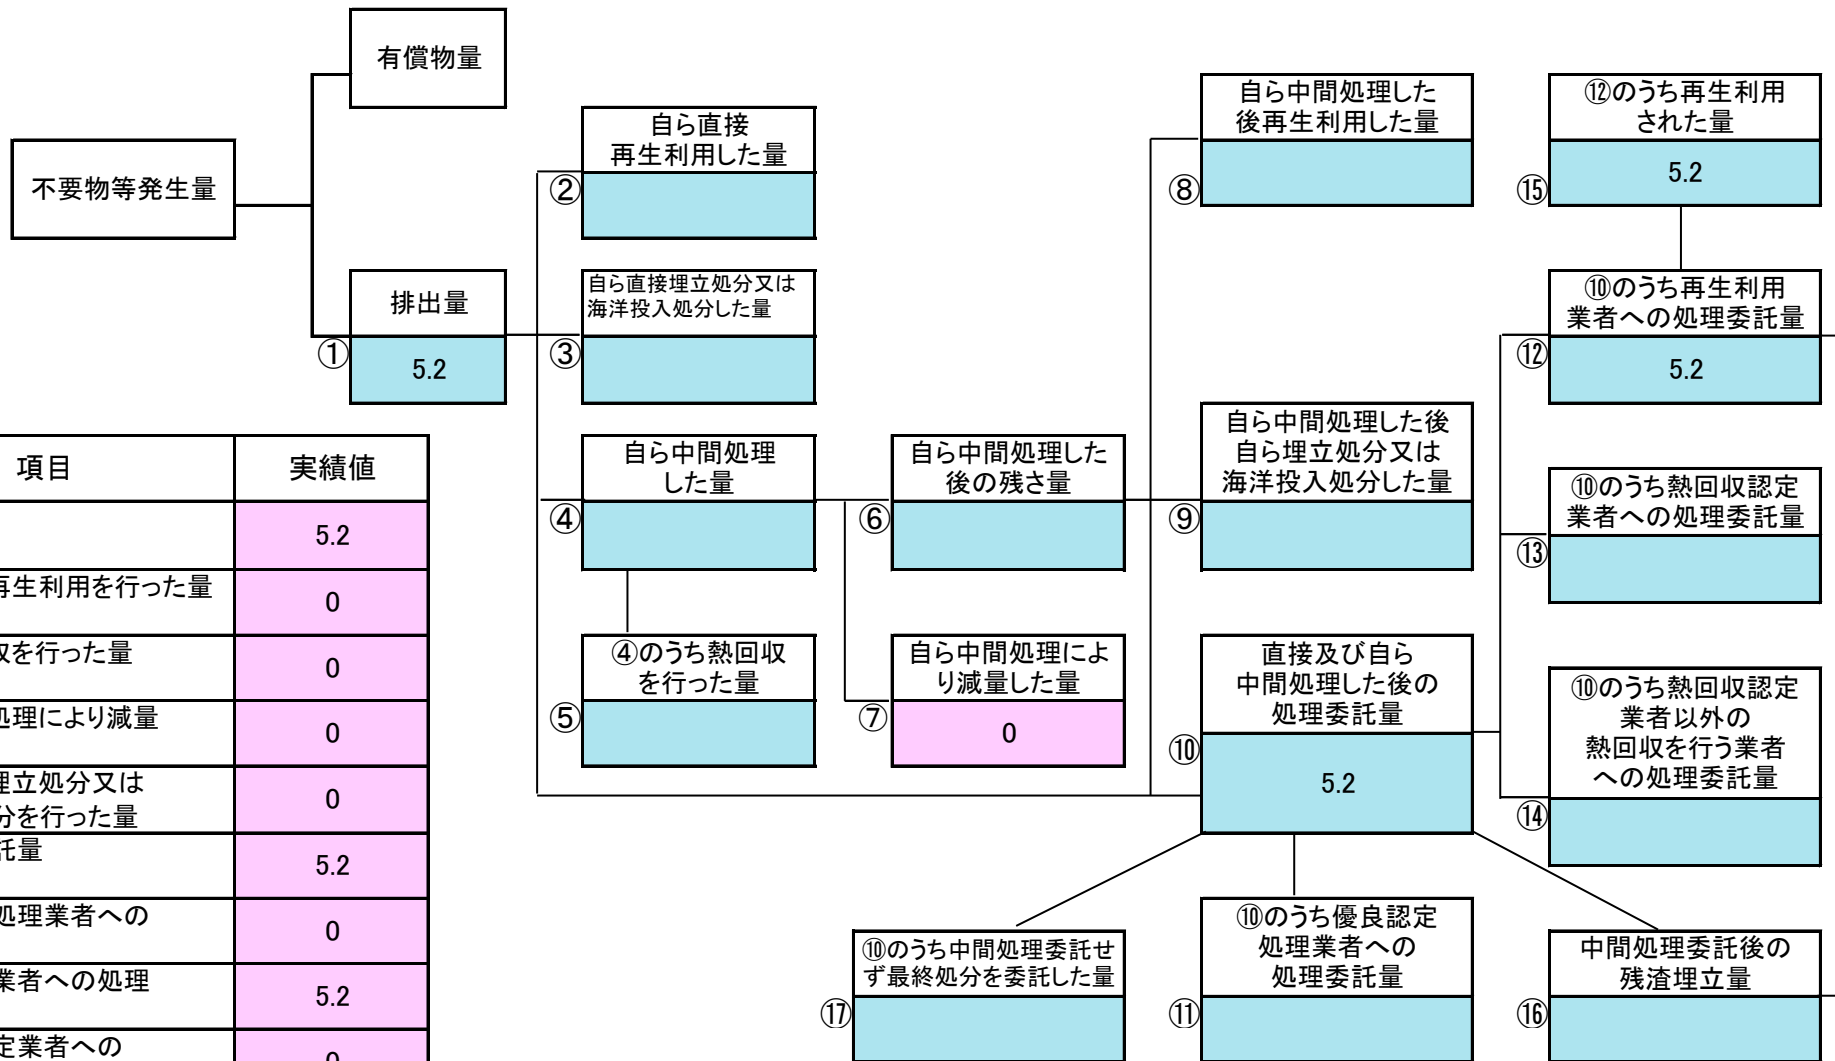 有償物量
不要物等発生量
排出量
①
5.2
自ら直接
再生利用した量
②
自ら直接埋立処分又は
海洋投入処分した量
③
自ら中間処理
した量
④
④のうち熱回収
を行った量
⑤
自ら中間処理した
後の残さ量
⑥
自ら中間処理によ
り減量した量
⑦
0
自ら中間処理した
後再生利用した量
⑧
自ら中間処理した後
自ら埋立処分又は
海洋投入処分した量
⑨
直接及び自ら
中間処理した後の
処理委託量
⑩
5.2
⑩のうち優良認定
処理業者への
処理委託量
⑪
⑩のうち中間処理委託せ
ず最終処分を委託した量
⑰
⑫のうち再生利用
された量
⑮
5.2
⑩のうち再生利用
業者への処理委託量
⑫
5.2
⑩のうち熱回収認定
業者への処理委託量
⑬
⑩のうち熱回収認定
業者以外の
熱回収を行う業者
への処理委託量
⑭
中間処理委託後の
残渣埋立量
⑯
項目 実績値
5.2
再生利用を行った量
0
を行った量
0
処理により減量
0
埋立処分又は
分を行った量
0
託量
5.2
処理業者への
0
業者への処理
5.2
定業者への
0